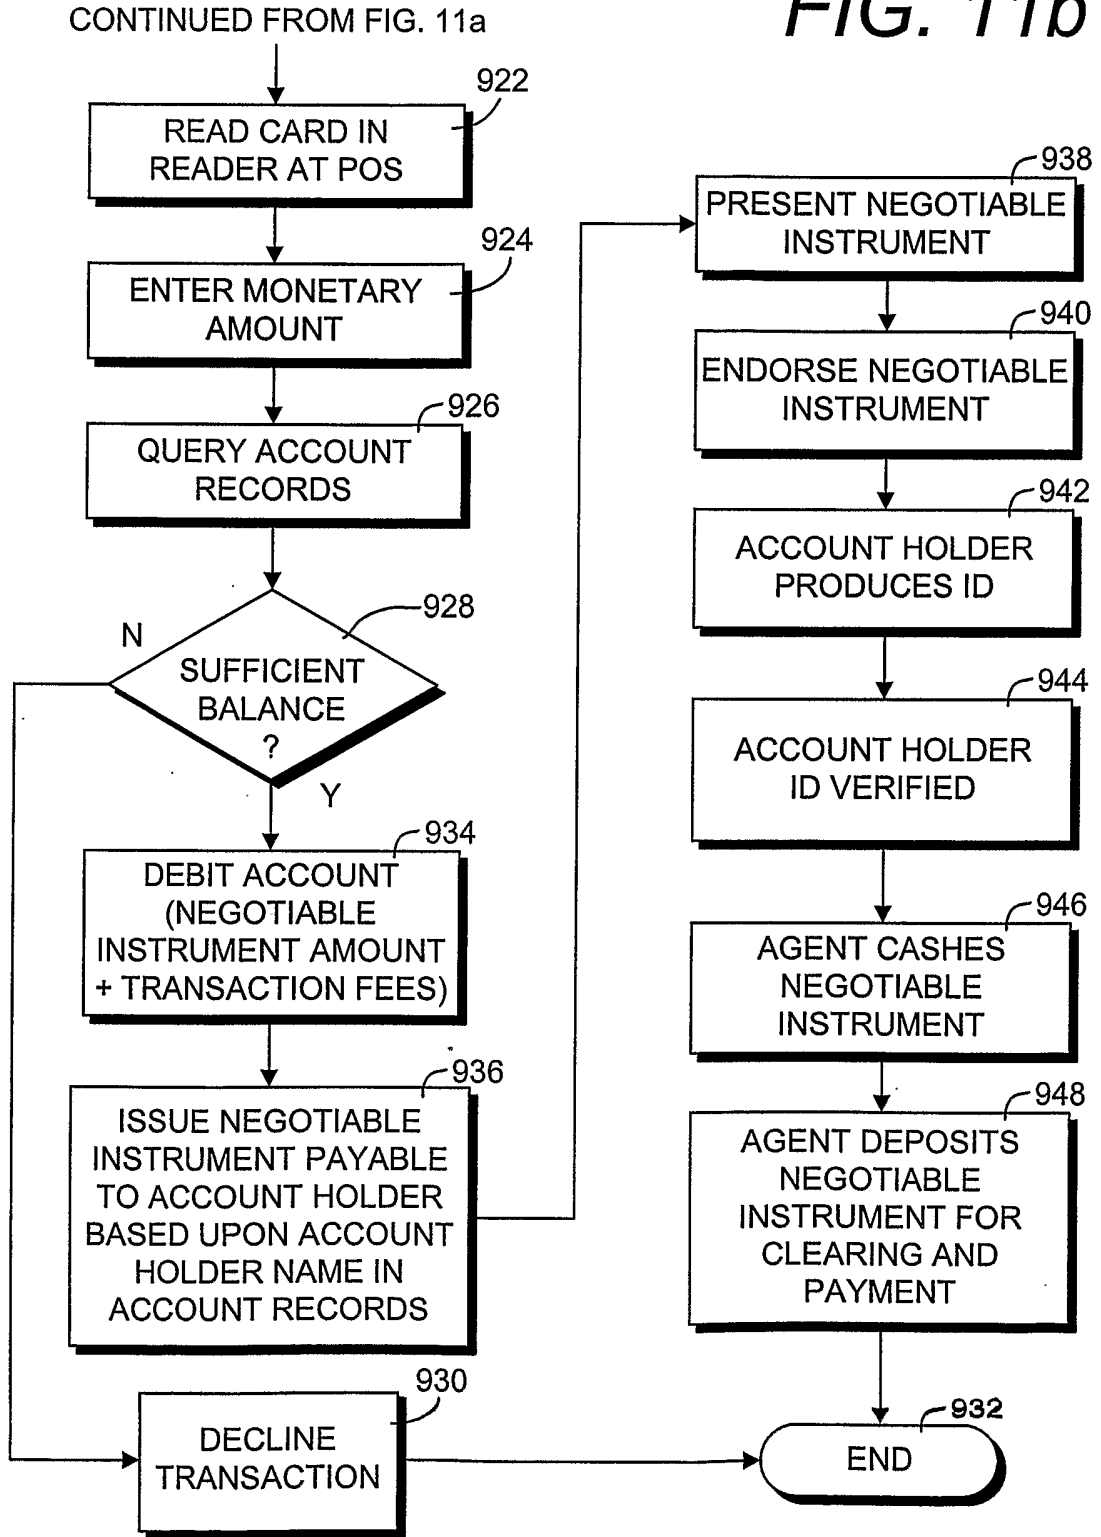 CONTINUED FROM FIG. 11a
FIG. 11b
922
READ CARD IN
READER AT POS
924
ENTER MONETARY
AMOUNT
926
QUERY ACCOUNT
RECORDS
928
N
SUFFICIENT
BALANCE
?
Y
934
DEBIT ACCOUNT
(NEGOTIABLE
INSTRUMENT AMOUNT
+ TRANSACTION FEES)
936
ISSUE NEGOTIABLE
INSTRUMENT PAYABLE
TO ACCOUNT HOLDER
BASED UPON ACCOUNT
HOLDER NAME IN
ACCOUNT RECORDS
930
DECLINE
TRANSACTION
938
PRESENT NEGOTIABLE
INSTRUMENT
940
ENDORSE NEGOTIABLE
INSTRUMENT
942
ACCOUNT HOLDER
PRODUCES ID
944
ACCOUNT HOLDER
ID VERIFIED
946
AGENT CASHES
NEGOTIABLE
INSTRUMENT
948
AGENT DEPOSITS
NEGOTIABLE
INSTRUMENT FOR
CLEARING AND
PAYMENT
932
END